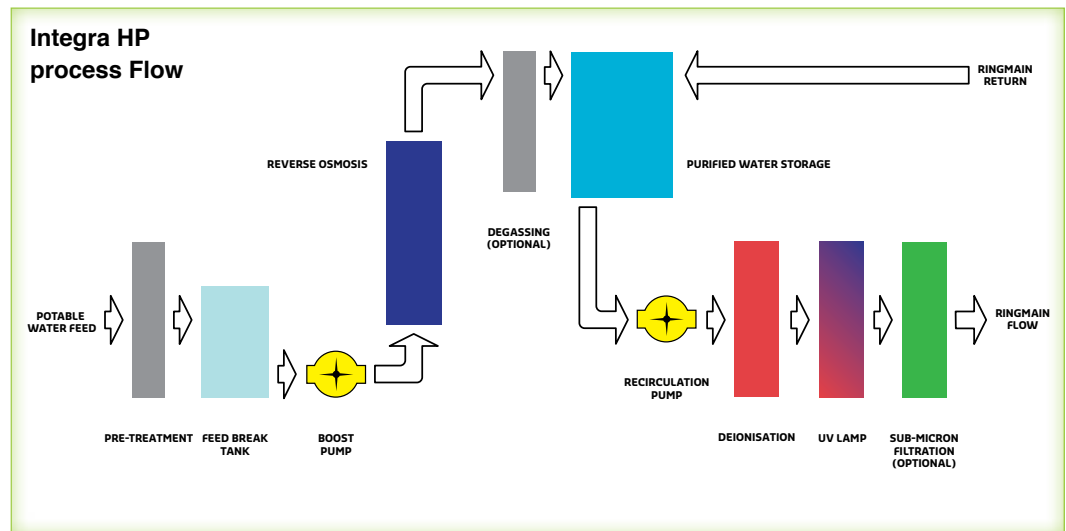 Integra HP
process Flow
RINGMAIN
RETURN
REVERSE OSMOSIS
PURIFIED WATER STORAGE
DEGASSING
(OPTIONAL)
POTABLE
WATER FEED
RINGMAIN
FLOW
RECIRCULATION
PUMP
PRE-TREATMENT
FEED BREAK
TANK
BOOST
PUMP
DEIONISATION
UV LAMP
SUB-MICRON
FILTRATION
(OPTIONAL)